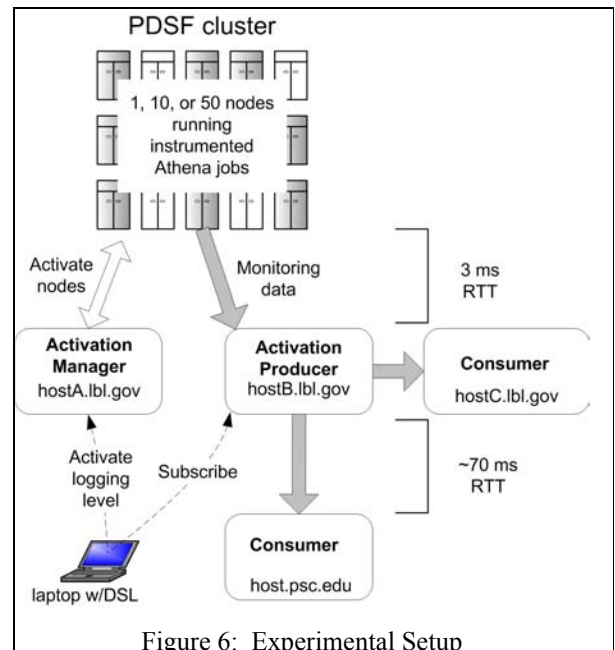 PDSF cluster
1, 10, or 50 nodes
running
instrumented
Athena jobs
Activate
nodes
Monitoring
data
3 ms
RTT
Activation
Manager
hostA.lbl.gov
Activation
Producer
hostB.lbl.gov
Consumer
hostC.lbl.gov
Activate
logging
level
Subscribe
~70 ms
RTT
Consumer
host.psc.edu
laptop w/DSL
Figure 6: Experimental Setup